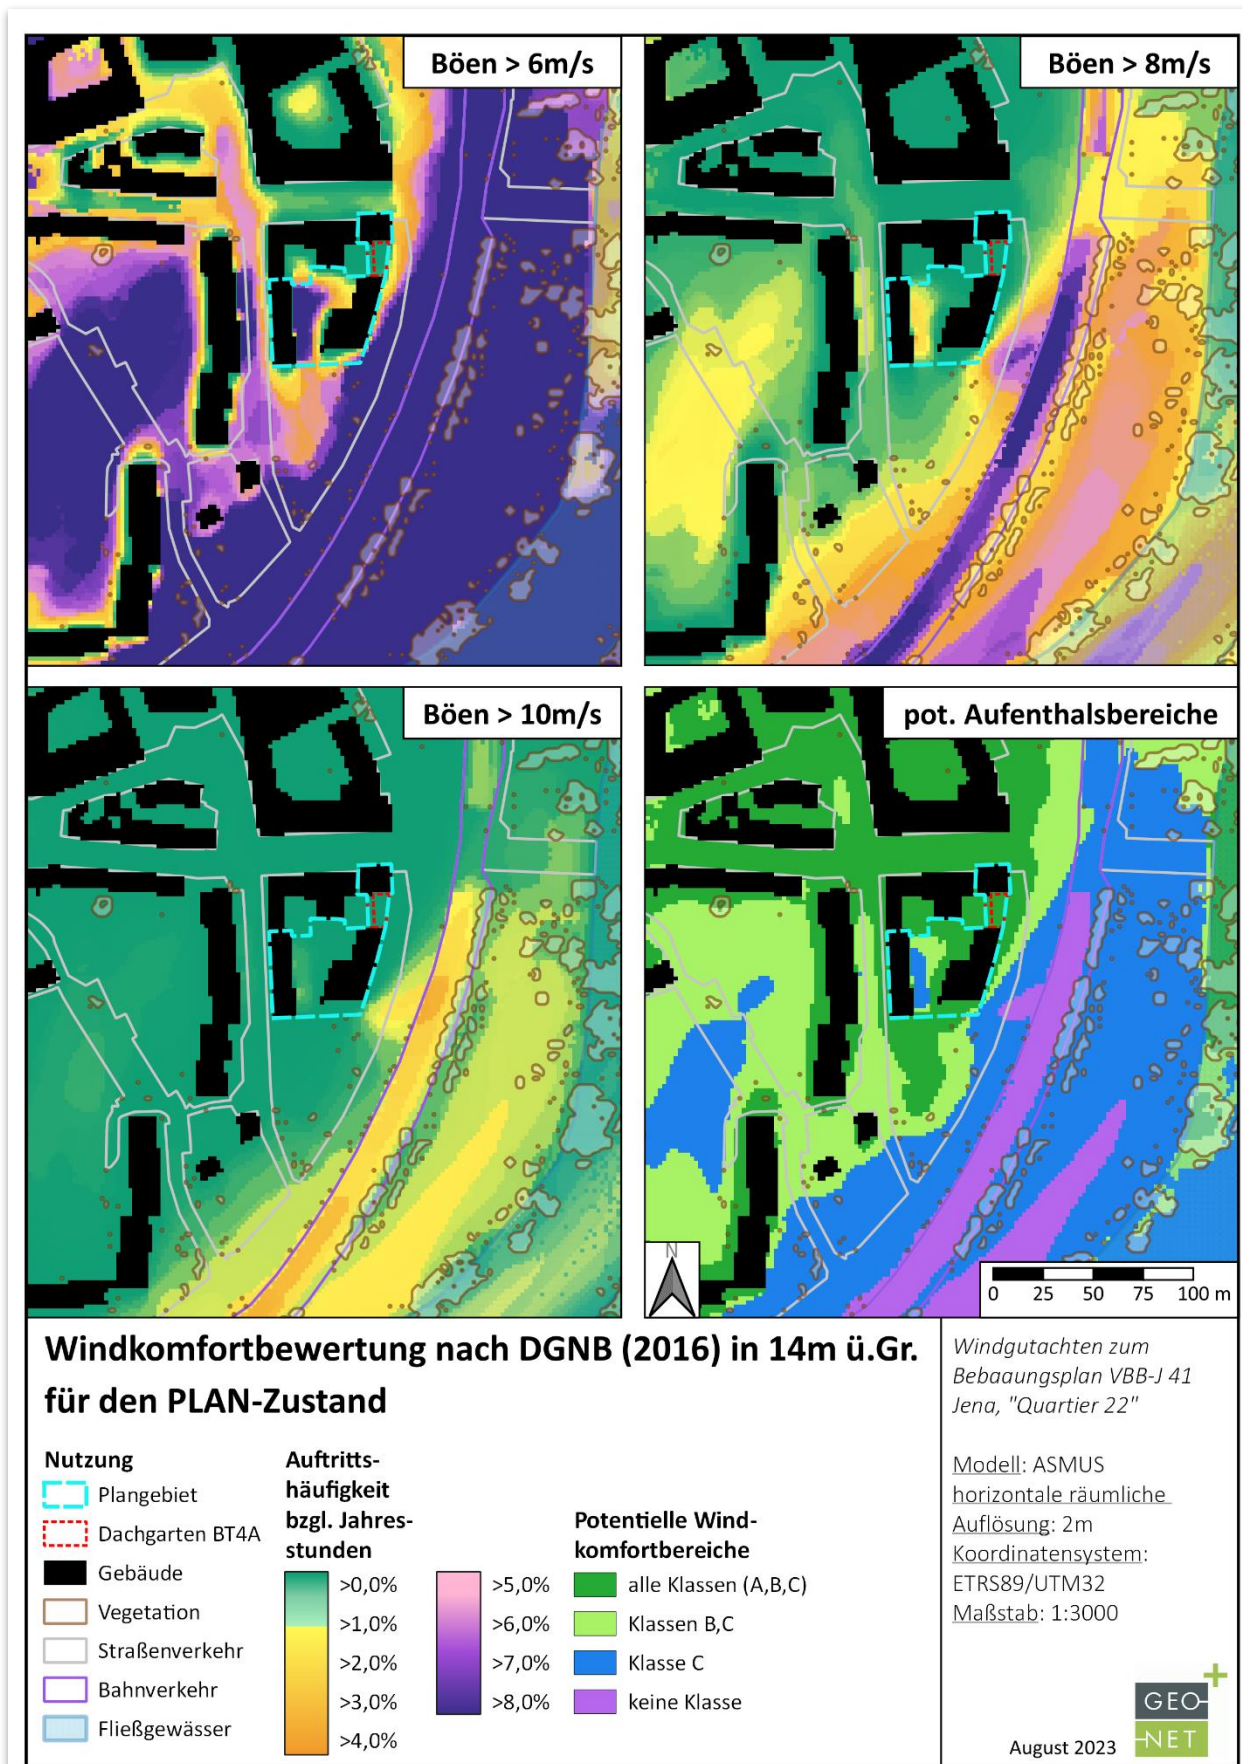 Böen > 6m/s
Böen > 8m/s
Böen > 10m/s
pot. Aufenthalsbereiche
N
0 25 50 75 100 m
Windkomfortbewertung nach DGNB (2016) in 14m ü.Gr.
für den PLAN-Zustand
Nutzung
Plangebiet
Dachgarten BT4A
Gebäude
Vegetation
Straßenverkehr
Bahnverkehr
Fließgewässer
Auftritts-
häufigkeit
bzgl. Jahres-
stunden
>0,0%
>1,0%
>2,0%
>3,0%
>4,0%
>5,0%
>6,0%
>7,0%
>8,0%
Potentielle Wind-
komfortbereiche
alle Klassen (A,B,C)
Klassen B,C
Klasse C
keine Klasse
Windgutachten zum
Bebaaungsplan VBB-J 41
Jena, "Quartier 22"
Modell: ASMUS
horizontale räumliche
Auflösung: 2m
Koordinatensystem:
ETRS89/UTM32
Maßstab: 1:3000
August 2023
GEO
NET